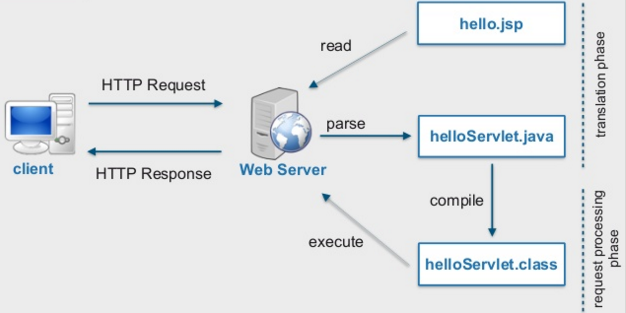 hello.jsp
read
HTTP Request
translation phase
parse
helloServlet.java
client
HTTP Response
Web Server
compile
execute
helloServlet.class
request processing
phase